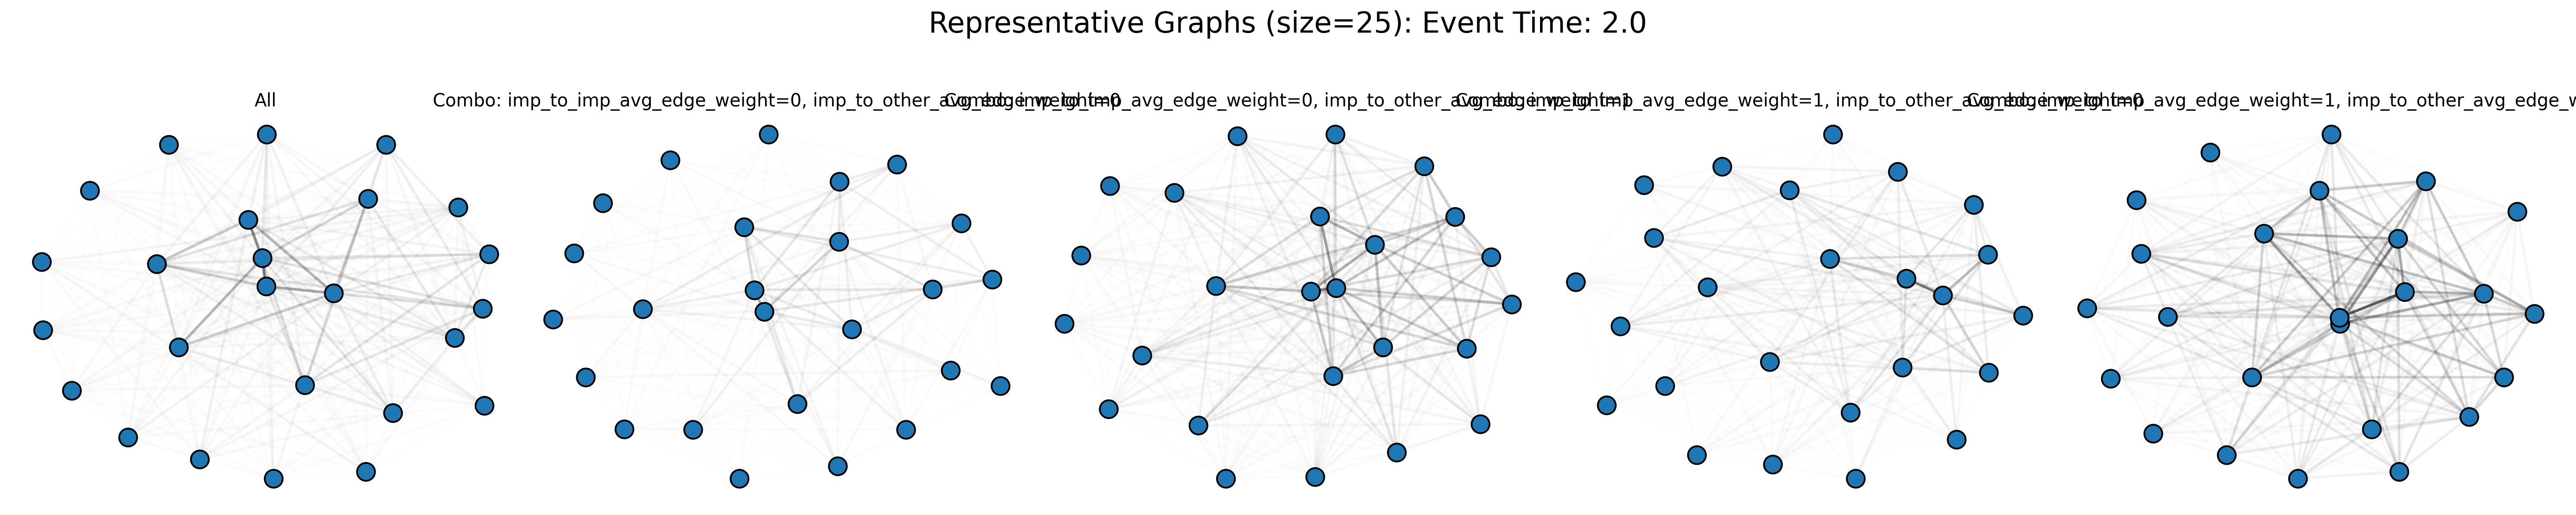 Representative Graphs (size=25): Event Time: 2.0
All
Combo: imp_to_imp_avg_edge_weight=0, imp_to_other_avg_edge_weight=0
Combo: imp_to_imp_avg_edge_weight=0, imp_to_other_avg_edge_weight=1
Combo: imp_to_imp_avg_edge_weight=1, imp_to_other_avg_edge_weight=0
Combo: imp_to_imp_avg_edge_weight=1, imp_to_other_avg_edge_w